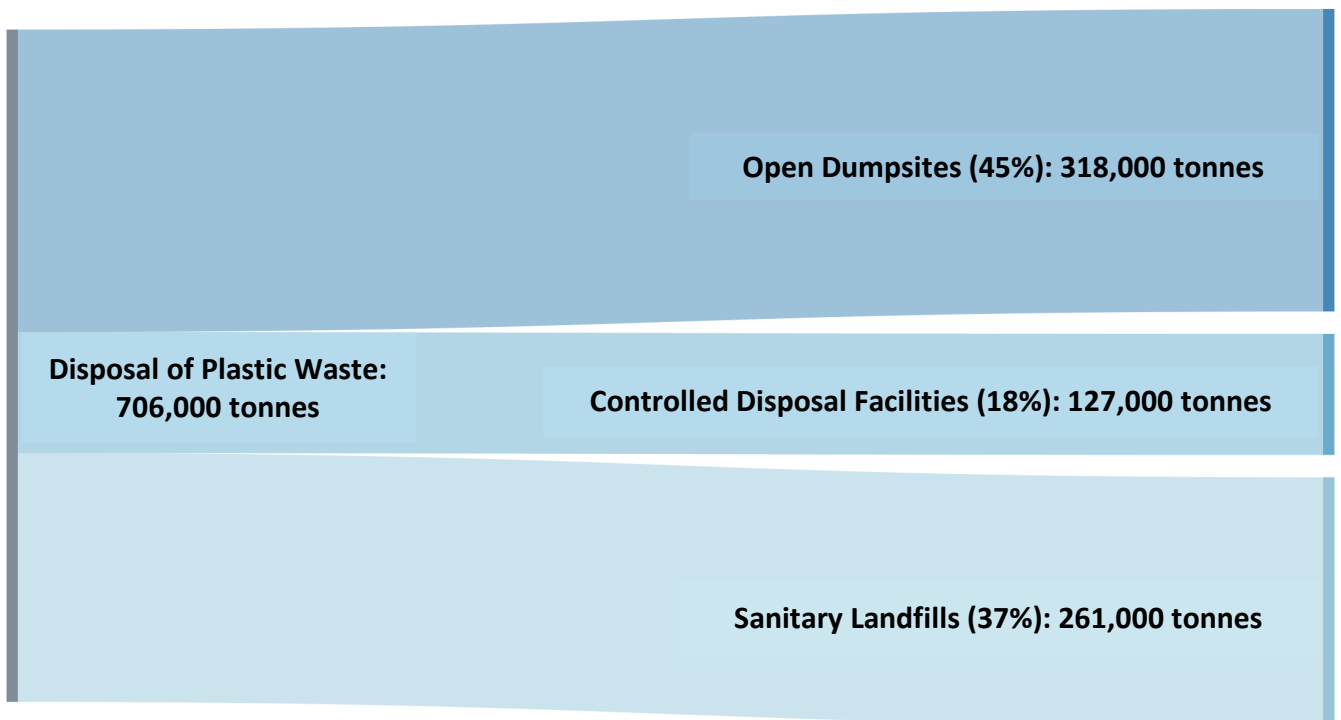 Open Dumpsites (45%): 318,000 tonnes
Disposal of Plastic Waste:
706,000 tonnes
Controlled Disposal Facilities (18%): 127,000 tonnes
Sanitary Landfills (37%): 261,000 tonnes